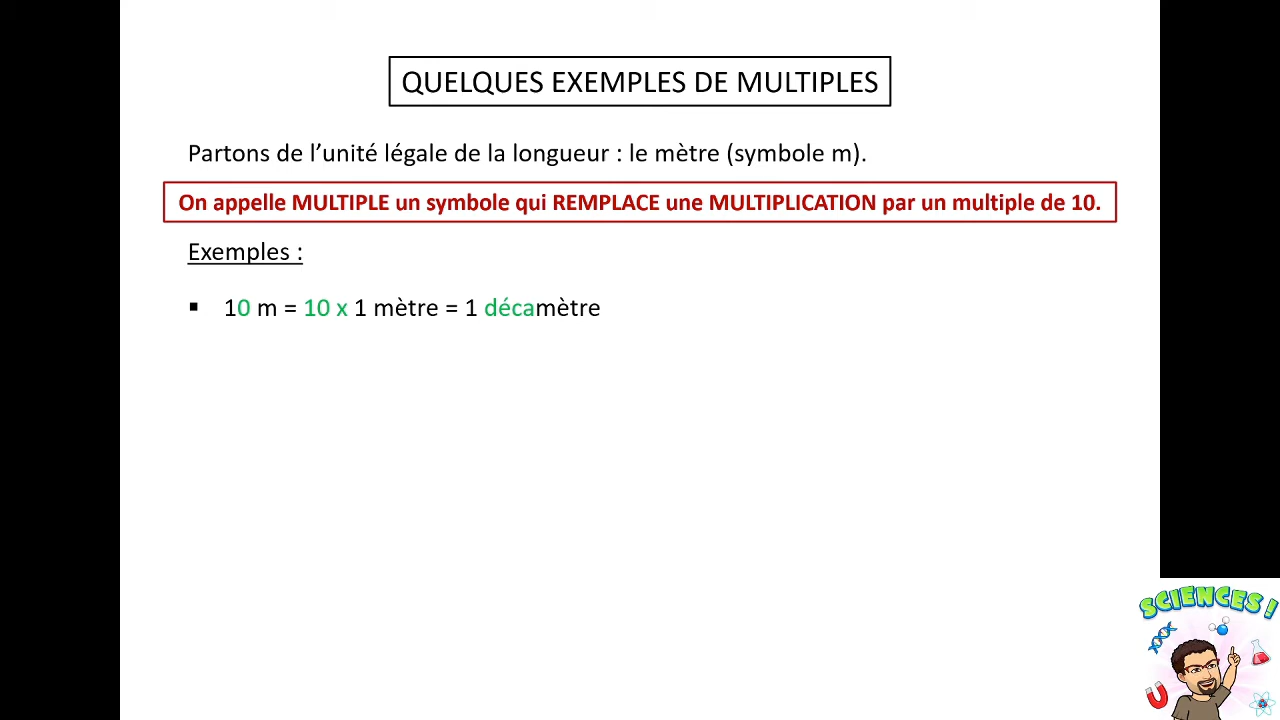 QUELQUES EXEMPLES DE MULTIPLES
Partons de l’unité légale de la longueur : le mètre (symbole m).
On appelle MULTIPLE un symbole qui REMPLACE une MULTIPLICATION par un multiple de 10.
Exemples :
▪ 10 m = 10 x 1 mètre = 1 décamètre
SCIENCES !